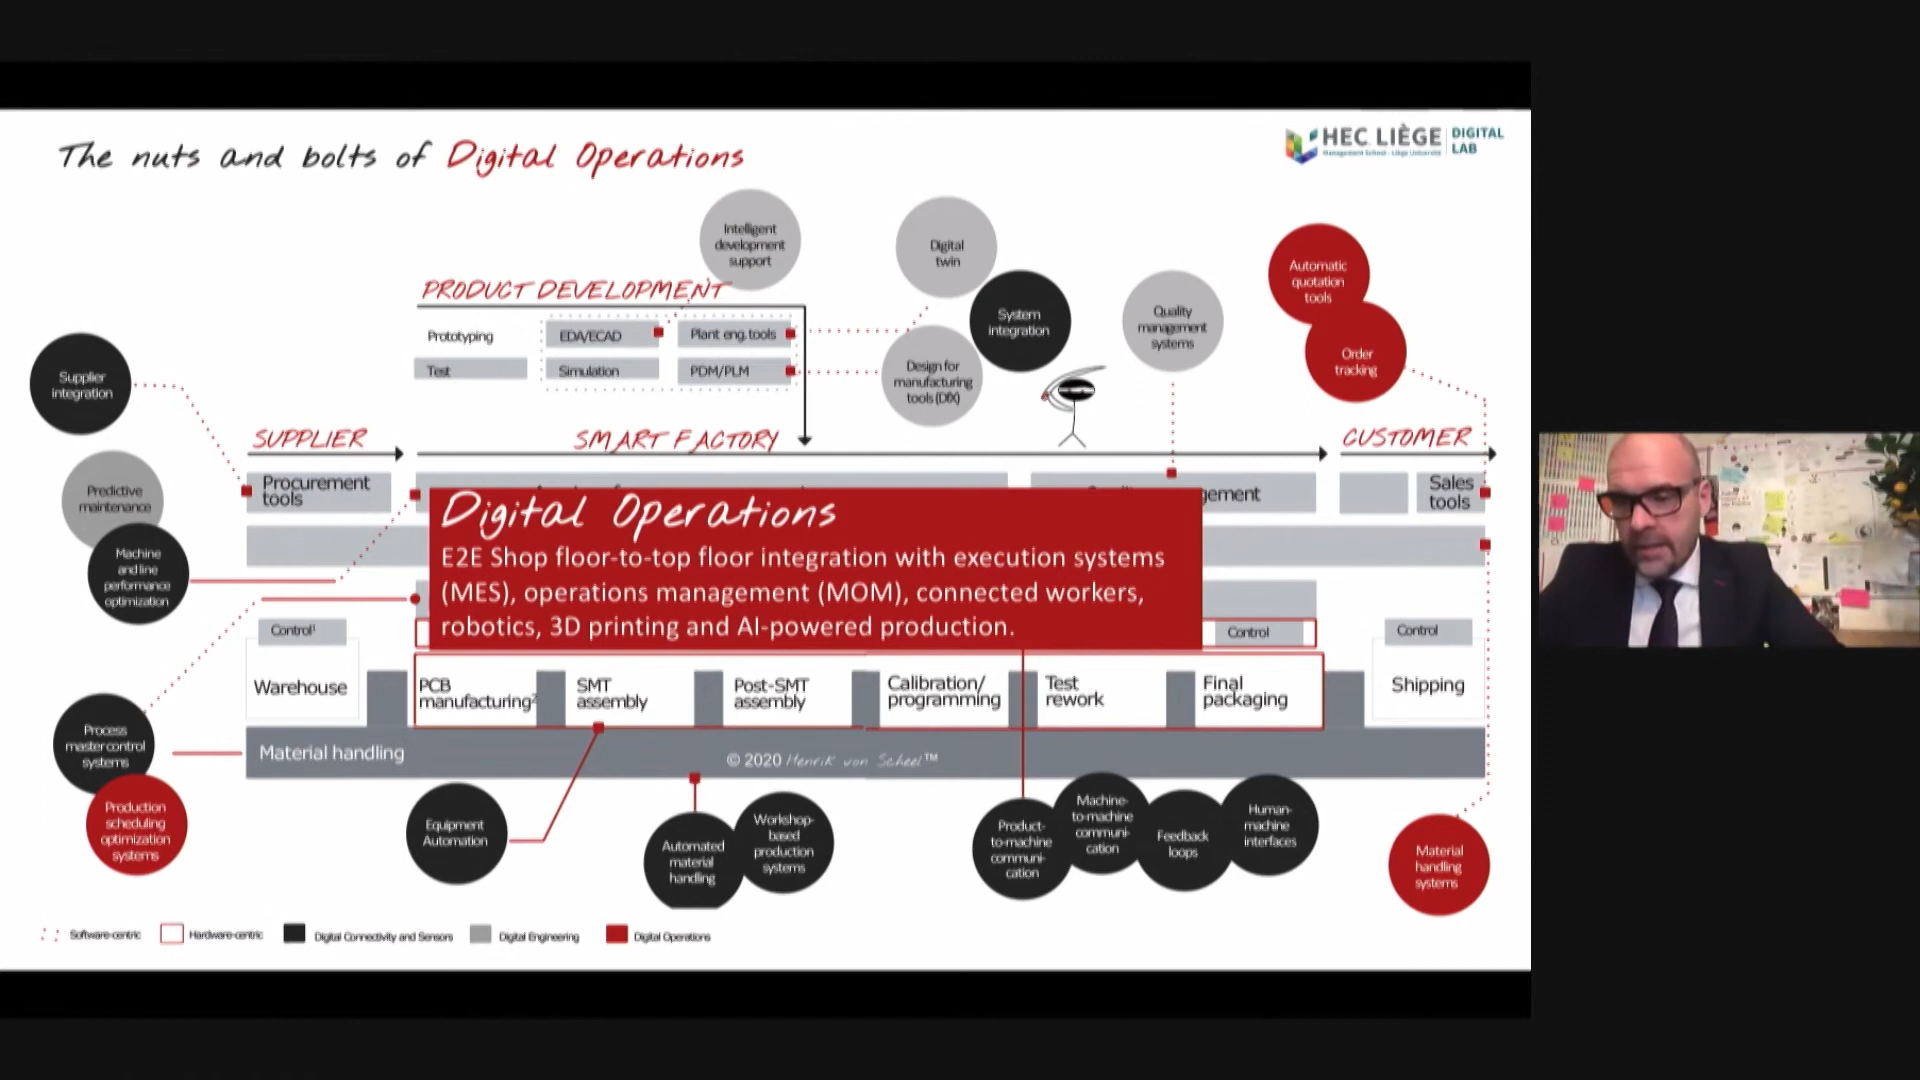 The nuts and bolts of Digital Operations
HEC LIÈGE
Management School - Liège Université
DIGITAL
LAB
Intelligent
development
support
Digital
twin
System
integration
Design for
manufacturing
tools (DfX)
Quality
management
systems
Automatic
quotation
tools
Order
tracking
PRODUCT DEVELOPMENT
Prototyping
EDA/ECAD
Plant eng. tools
Test
Simulation
PDM/PLM
Supplier
integration
Predictive
maintenance
Machine
and line
performance
optimization
Process
master control
systems
Production
scheduling
optimization
systems
SUPPLIER
SMART FACTORY
CUSTOMER
Procurement
tools
gement
Sales
tools
Digital Operations
E2E Shop floor-to-top floor integration with execution systems
(MES), operations management (MOM), connected workers,
robotics, 3D printing and AI-powered production.
Control¹
Control
Control
Warehouse
PCB
manufacturing²
SMT
assembly
Post-SMT
assembly
Calibration/
programming
Test
rework
Final
packaging
Shipping
Material handling
© 2020 Henrik von Scheel™
Equipment
Automation
Automated
material
handling
Workshop-
based
production
systems
Product-
to-machine
communi-
cation
Machine-
to-machine
communi-
cation
Feedback
loops
Human-
machine
interfaces
Material
handling
systems
Software-centric
Hardware-centric
Digital Connectivity and Sensors
Digital Engineering
Digital Operations